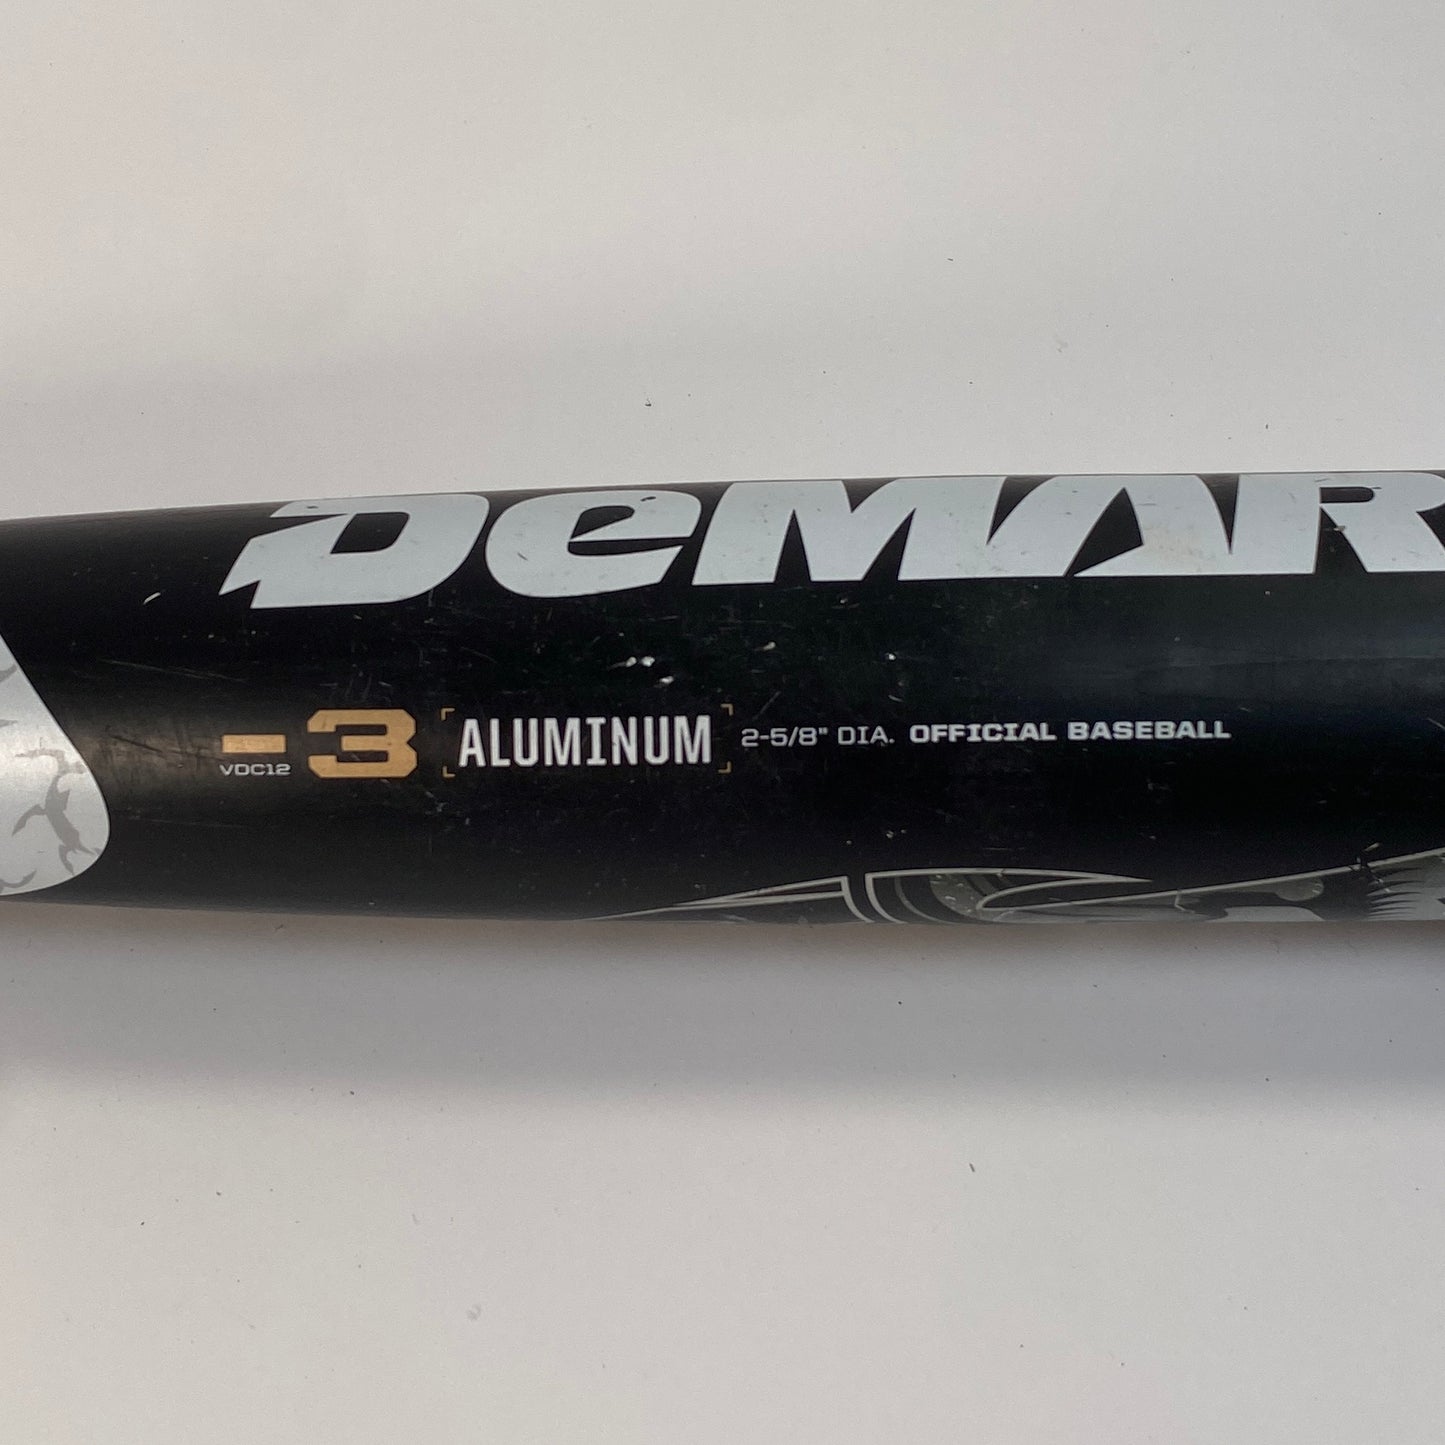 DeMAR
-3 [ALUMINUM] 2-5/8" DIA. OFFICIAL BASEBALL
VDC12